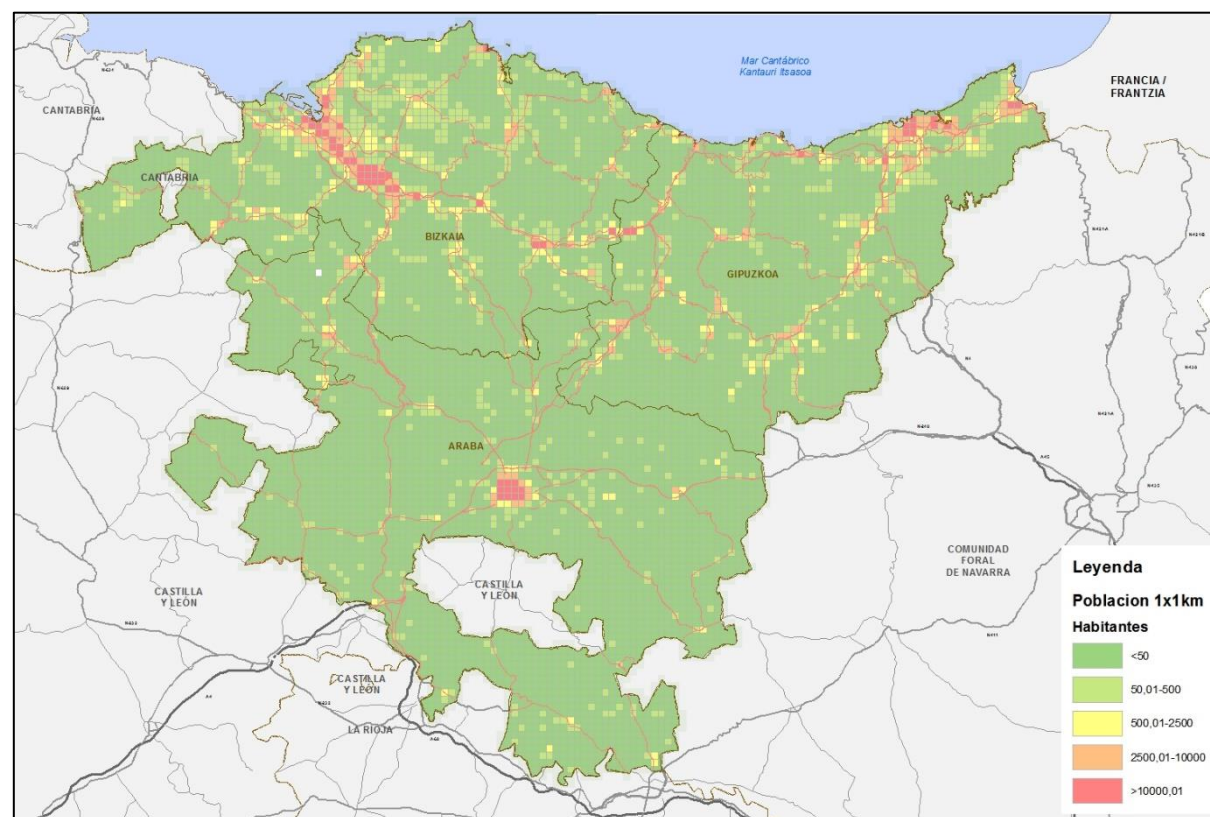 Mar Cantábrico
Kantauri Itsasoa
FRANCIA /
FRANTZIA
CANTABRIA
CANTABRIA
BIZKAIA
GIPUZKOA
ARABA
CASTILLA
Y LEÓN
CASTILLA
Y LEÓN
COMUNIDAD
FORAL
DE NAVARRA
CASTILLA
Y LEÓN
LA RIOJA
A68
Leyenda
Poblacion 1x1km
Habitantes
<50
50,01-500
500,01-2500
2500,01-10000
>10000,01